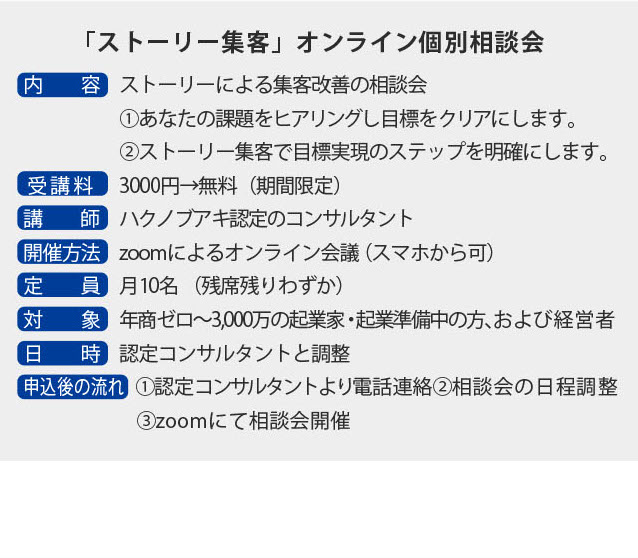 「ストーリー集客」オンライン個別相談会
内　容 ストーリーによる集客改善の相談会
①あなたの課題をヒアリングし目標をクリアにします。
②ストーリー集客で目標実現のステップを明確にします。
受講料 3000円→無料（期間限定）
講　師 ハクノブアキ認定のコンサルタント
開催方法 zoomによるオンライン会議（スマホから可）
定　員 月10名（残席残りわずか）
対　象 年商ゼロ～3,000万の起業家・起業準備中の方、および経営者
日　時 認定コンサルタントと調整
申込後の流れ ①認定コンサルタントより電話連絡②相談会の日程調整
③zoomにて相談会開催